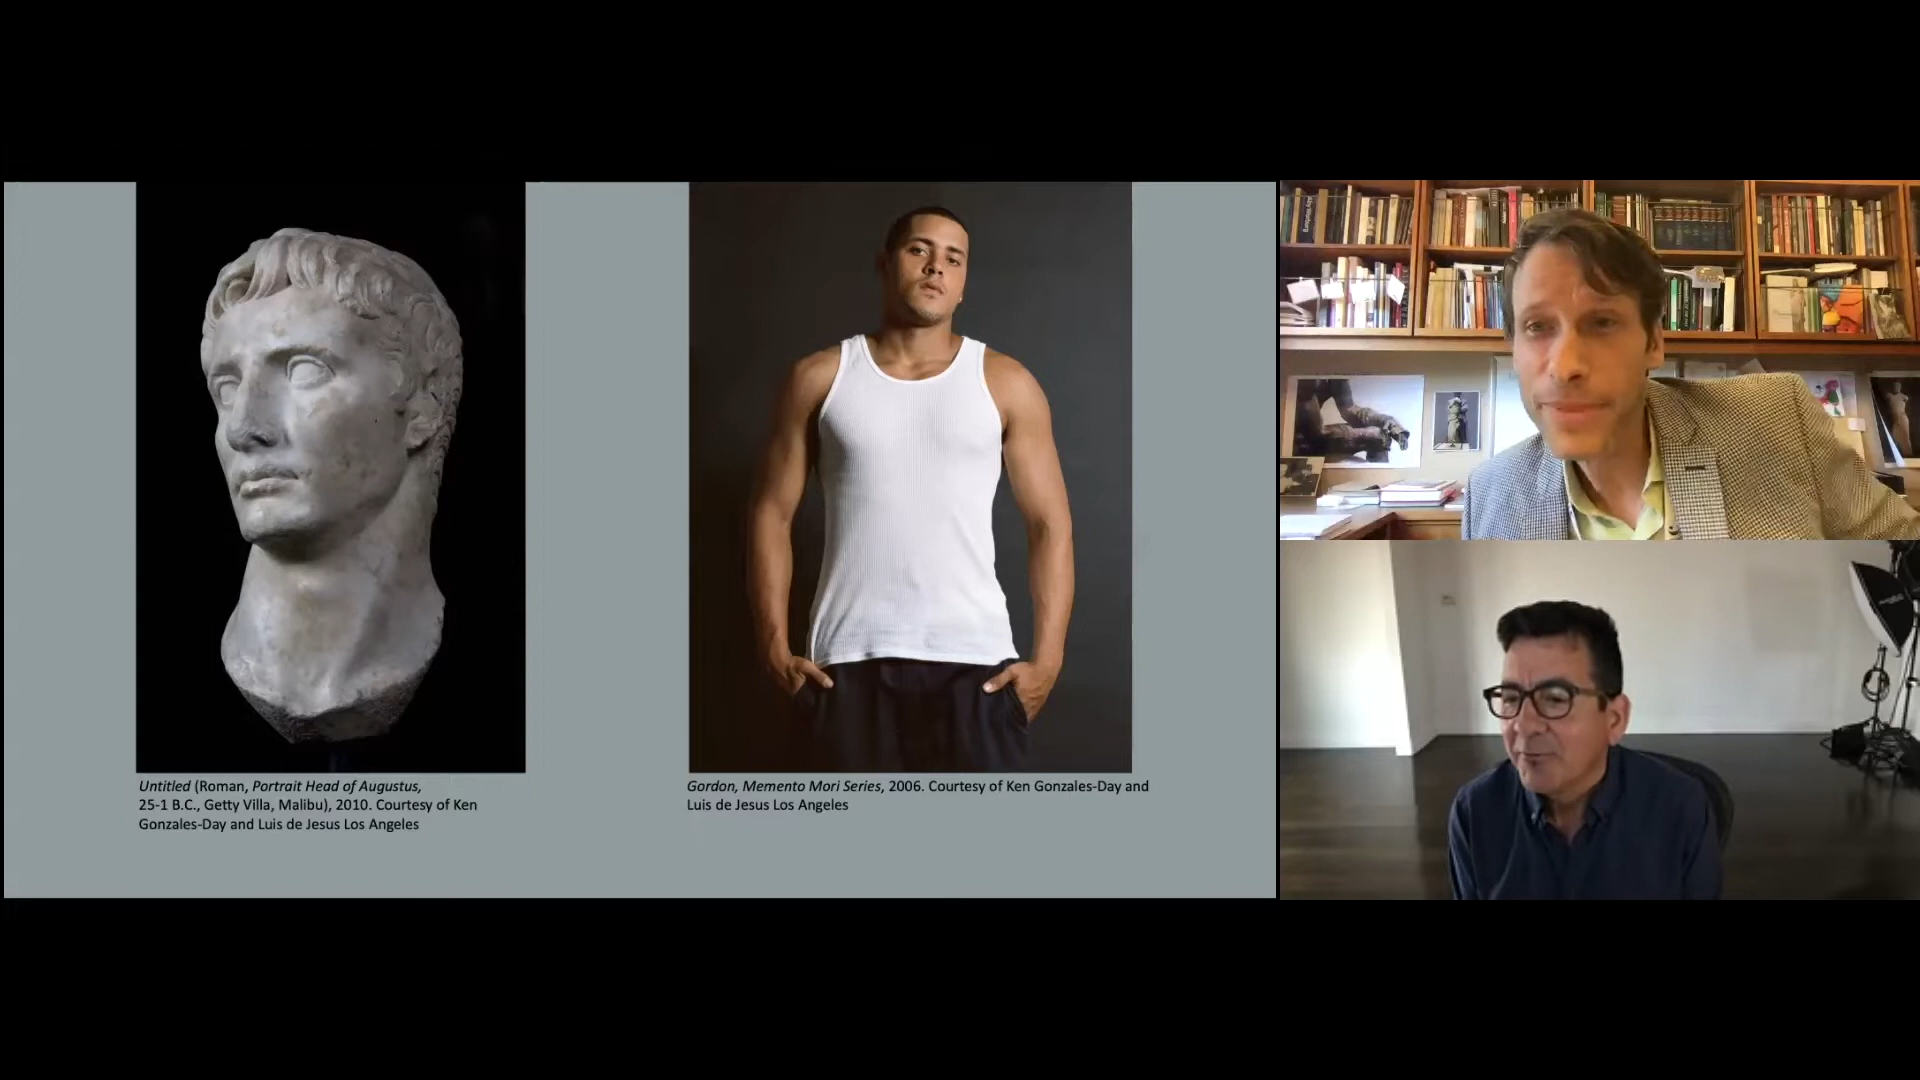 Untitled (Roman, Portrait Head of Augustus,
25-1 B.C., Getty Villa, Malibu), 2010. Courtesy of Ken
Gonzales-Day and Luis de Jesus Los Angeles
Gordon, Memento Mori Series, 2006. Courtesy of Ken Gonzales-Day and
Luis de Jesus Los Angeles